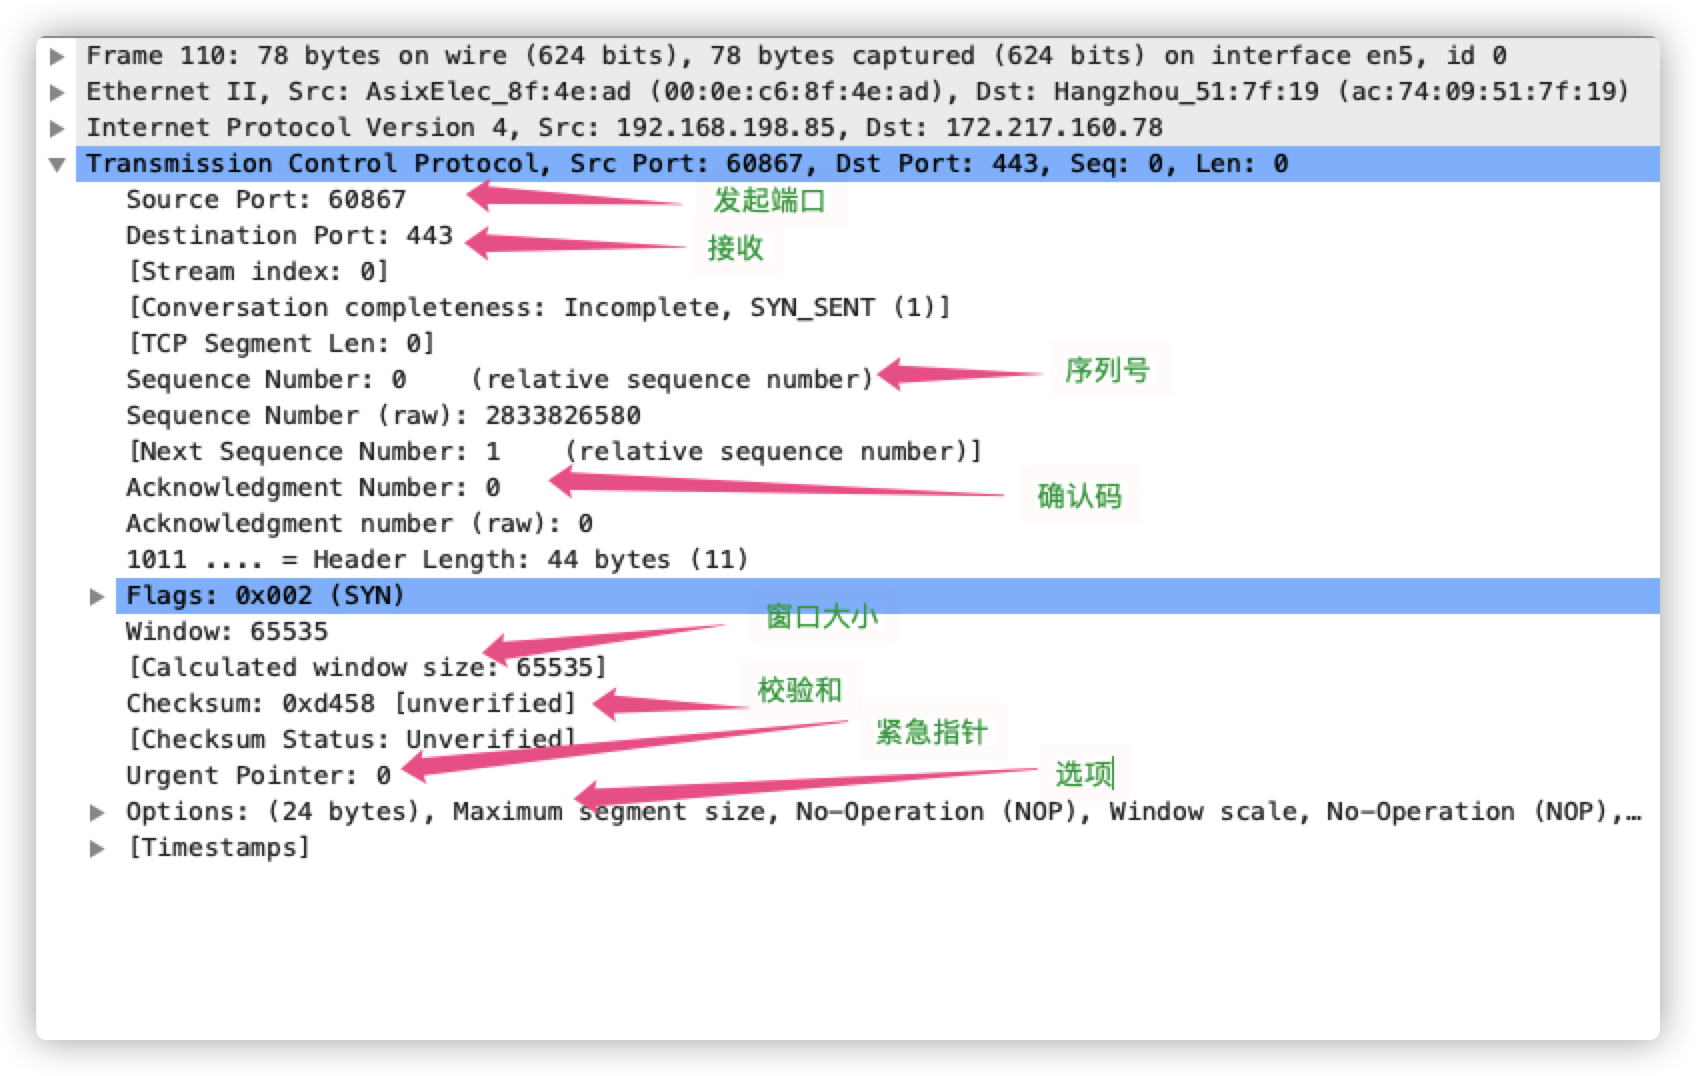 Frame 110: 78 bytes on wire (624 bits), 78 bytes captured (624 bits) on interface en5, id 0
Ethernet II, Src: AsixElec_8f:4e:ad (00:0e:c6:8f:4e:ad), Dst: Hangzhou_51:7f:19 (ac:74:09:51:7f:19)
Internet Protocol Version 4, Src: 192.168.198.85, Dst: 172.217.160.78
Transmission Control Protocol, Src Port: 60867, Dst Port: 443, Seq: 0, Len: 0
Source Port: 60867 发起端口
Destination Port: 443 接收
[Stream index: 0]
[Conversation completeness: Incomplete, SYN_SENT (1)]
[TCP Segment Len: 0]
Sequence Number: 0 (relative sequence number) 序列号
Sequence Number (raw): 2833826580
[Next Sequence Number: 1 (relative sequence number)]
Acknowledgment Number: 0 确认码
Acknowledgment number (raw): 0
1011 .... = Header Length: 44 bytes (11)
Flags: 0x002 (SYN)
窗口大小
Window: 65535
[Calculated window size: 65535]
Checksum: 0xd458 [unverified] 校验和
[Checksum Status: Unverified] 紧急指针
Urgent Pointer: 0 选项
Options: (24 bytes), Maximum segment size, No-Operation (NOP), Window scale, No-Operation (NOP),…
[Timestamps]